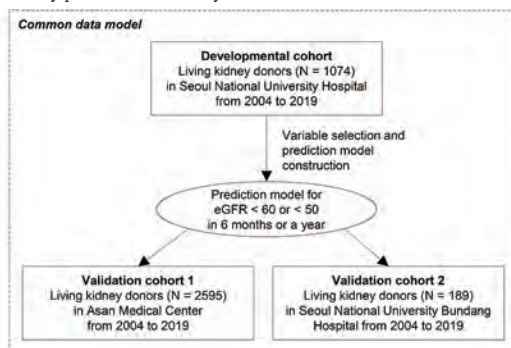 Common data model
Developmental cohort
Living kidney donors (N = 1074)
in Seoul National University Hospital
from 2004 to 2019
Variable selection and
prediction model
construction
Prediction model for
eGFR < 60 or < 50
in 6 months or a year
Validation cohort 1
Living kidney donors (N = 2595)
in Asan Medical Center
from 2004 to 2019
Validation cohort 2
Living kidney donors (N = 189)
in Seoul National University Bundang
Hospital from 2004 to 2019